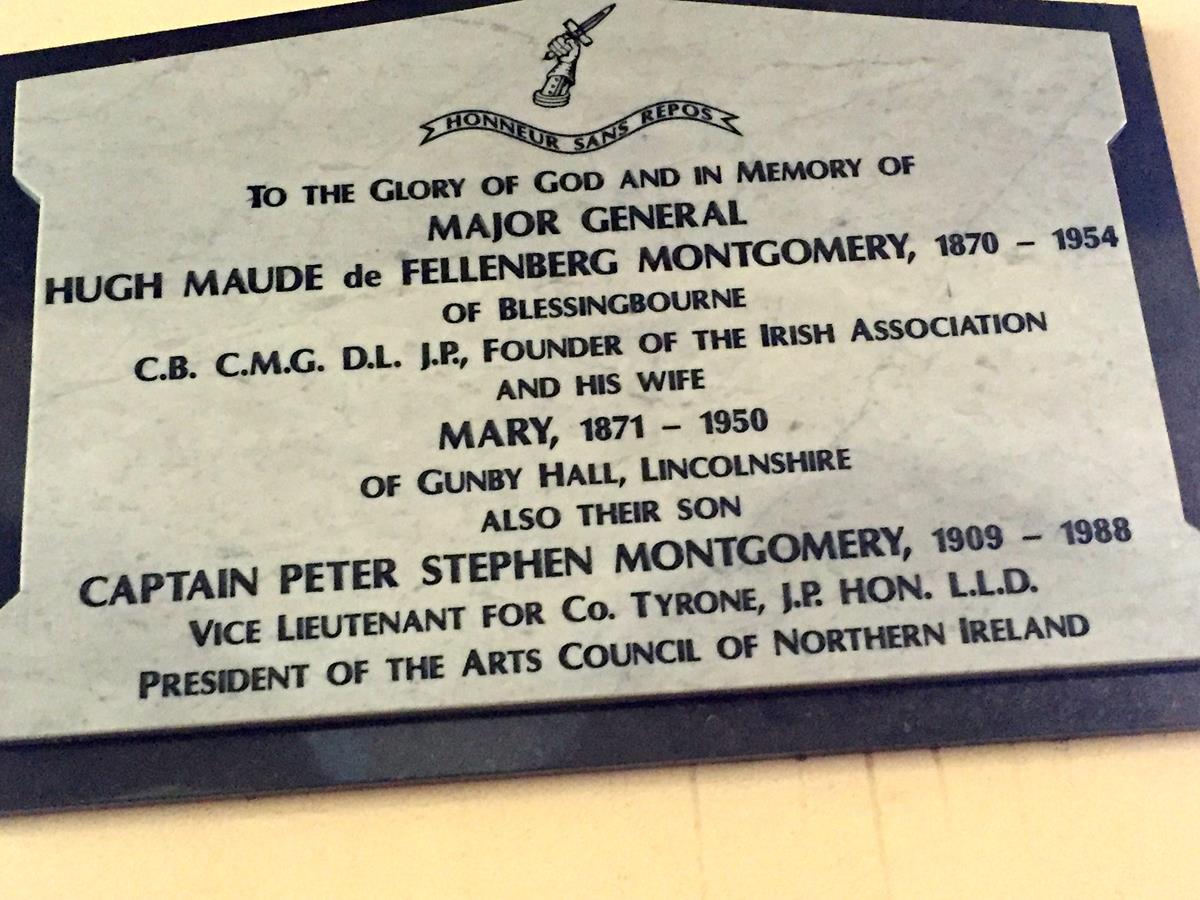 HONNEUR SANS REPOS
TO THE GLORY OF GOD AND IN MEMORY OF
MAJOR GENERAL
HUGH MAUDE de FELLENBERG MONTGOMERY, 1870 – 1954
OF BLESSINGBOURNE
C.B. C.M.G. D.L. J.P., FOUNDER OF THE IRISH ASSOCIATION
AND HIS WIFE
MARY, 1871 – 1950
OF GUNBY HALL, LINCOLNSHIRE
ALSO THEIR SON
CAPTAIN PETER STEPHEN MONTGOMERY, 1909 – 1988
VICE LIEUTENANT FOR CO. TYRONE, J.P. HON. L.L.D.
PRESIDENT OF THE ARTS COUNCIL OF NORTHERN IRELAND